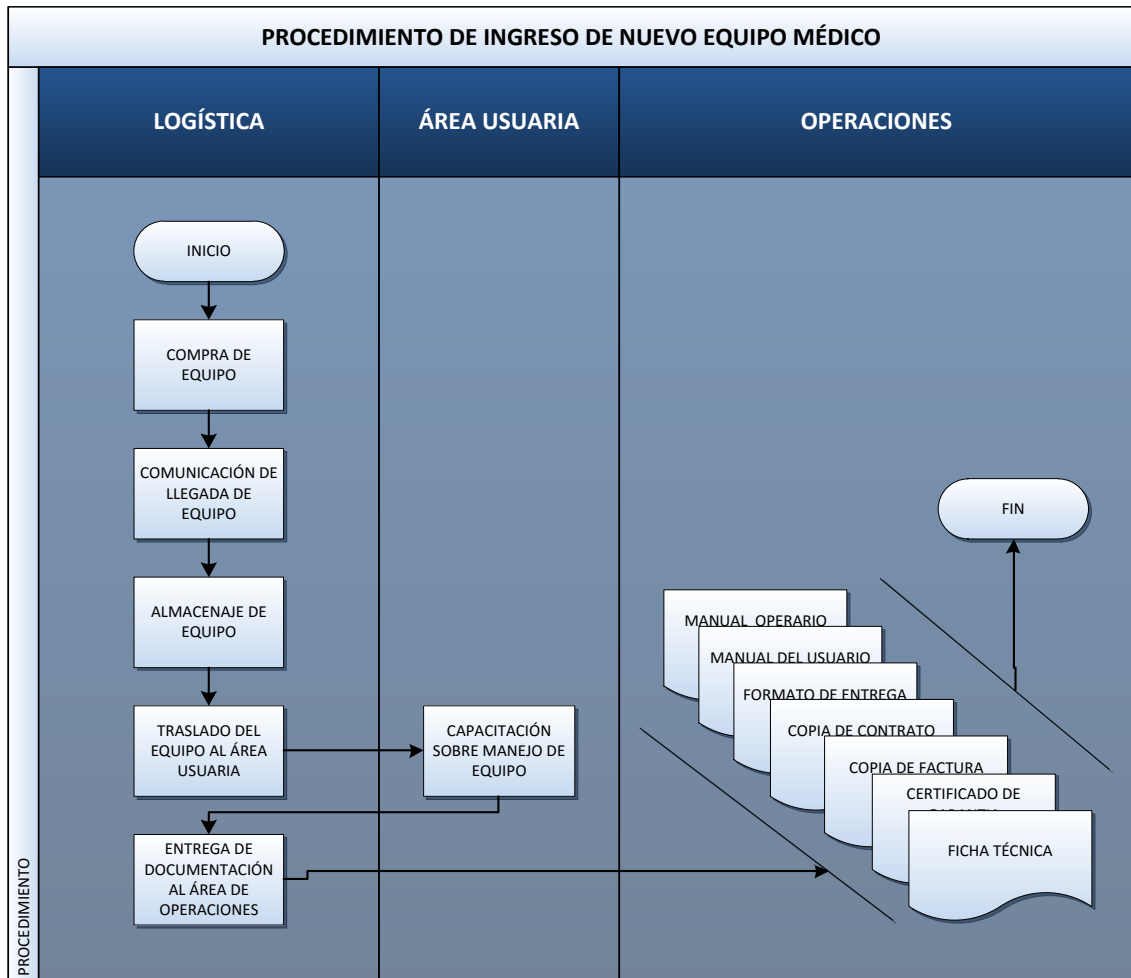 PROCEDIMIENTO DE INGRESO DE NUEVO EQUIPO MÉDICO
LOGÍSTICA
ÁREA USUARIA
OPERACIONES
PROCEDIMIENTO
INICIO
COMPRA DE
EQUIPO
COMUNICACIÓN DE
LLEGADA DE
EQUIPO
ALMACENAJE DE
EQUIPO
TRASLADO DEL
EQUIPO AL ÁREA
USUARIA
CAPACITACIÓN
SOBRE MANEJO DE
EQUIPO
ENTREGA DE
DOCUMENTACIÓN
AL ÁREA DE
OPERACIONES
MANUAL OPERARIO
MANUAL DEL USUARIO
FORMATO DE ENTREGA
COPIA DE CONTRATO
COPIA DE FACTURA
CERTIFICADO DE
FICHA TÉCNICA
FIN